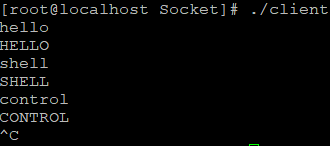 [root@localhost Socket]# ./client
hello
HELLO
shell
SHELL
control
CONTROL
^C